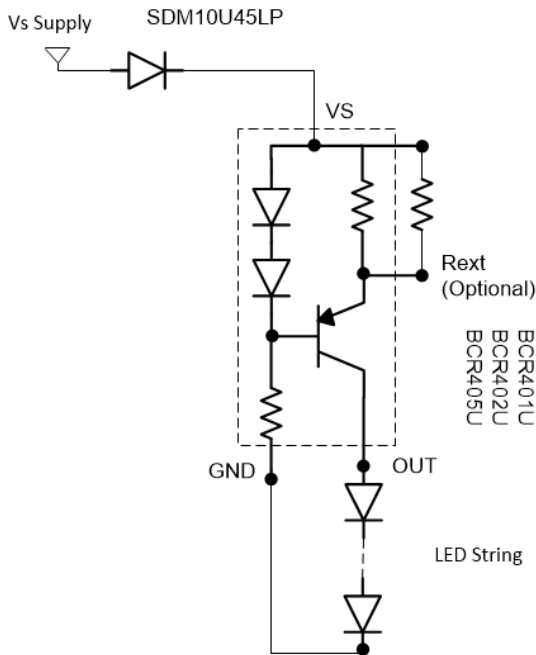 SDM10U45LP
Vs Supply
VS
Rext
(Optional)
BCR401U
BCR402U
BCR405U
GND
OUT
LED String